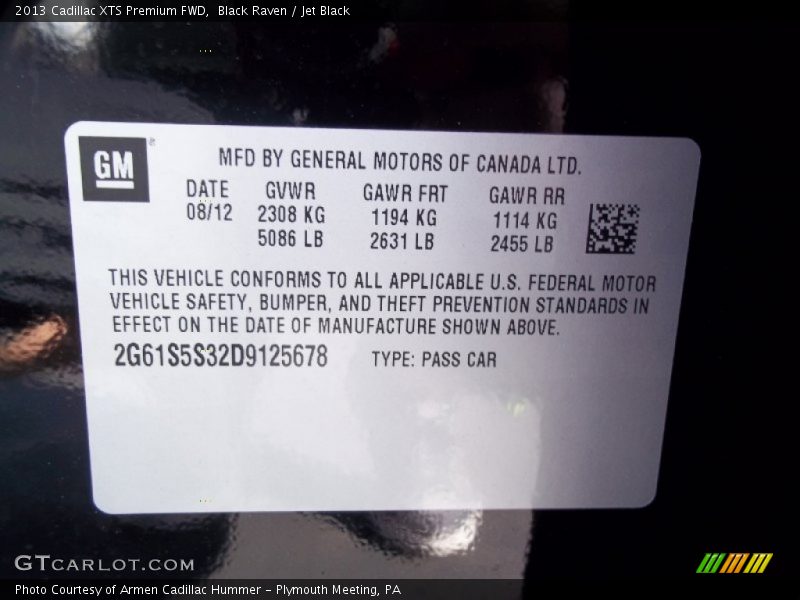 2013 Cadillac XTS Premium FWD, Black Raven / Jet Black
GM
MFD BY GENERAL MOTORS OF CANADA LTD.
DATE GVWR GAWR FRT GAWR RR
08/12 2308 KG 1194 KG 1114 KG
5086 LB 2631 LB 2455 LB
THIS VEHICLE CONFORMS TO ALL APPLICABLE U.S. FEDERAL MOTOR
VEHICLE SAFETY, BUMPER, AND THEFT PREVENTION STANDARDS IN
EFFECT ON THE DATE OF MANUFACTURE SHOWN ABOVE.
2G61S5S32D9125678 TYPE: PASS CAR
GTCARLOT.COM
Photo Courtesy of Armen Cadillac Hummer - Plymouth Meeting, PA